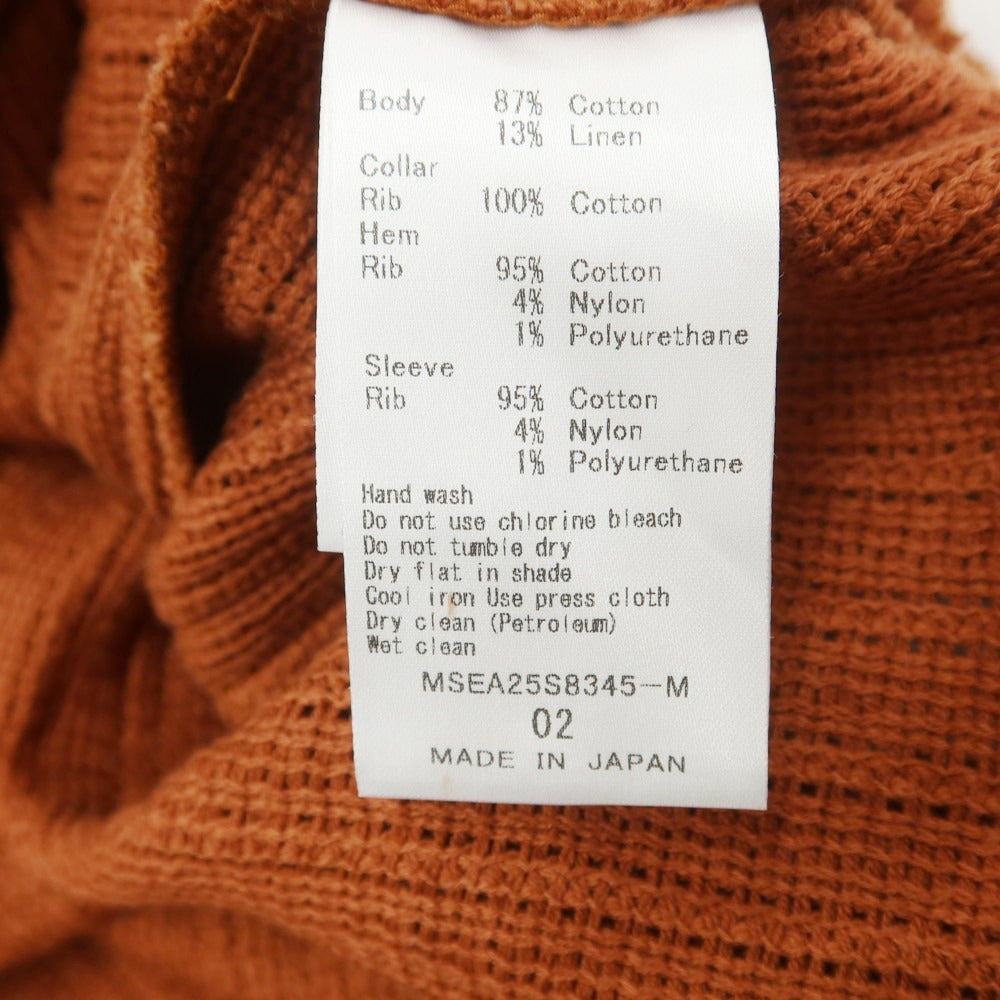 Body 87% Cotton
13% Linen
Collar
Rib 100% Cotton
Hem
Rib 95% Cotton
4% Nylon
1% Polyurethane
Sleeve
Rib 95% Cotton
4% Nylon
1% Polyurethane
Hand wash
Do not use chlorine bleach
Do not tumble dry
Dry flat in shade
Cool iron Use press cloth
Dry clean (Petroleum)
Wet clean
MSEA25S8345-M
02
MADE IN JAPAN